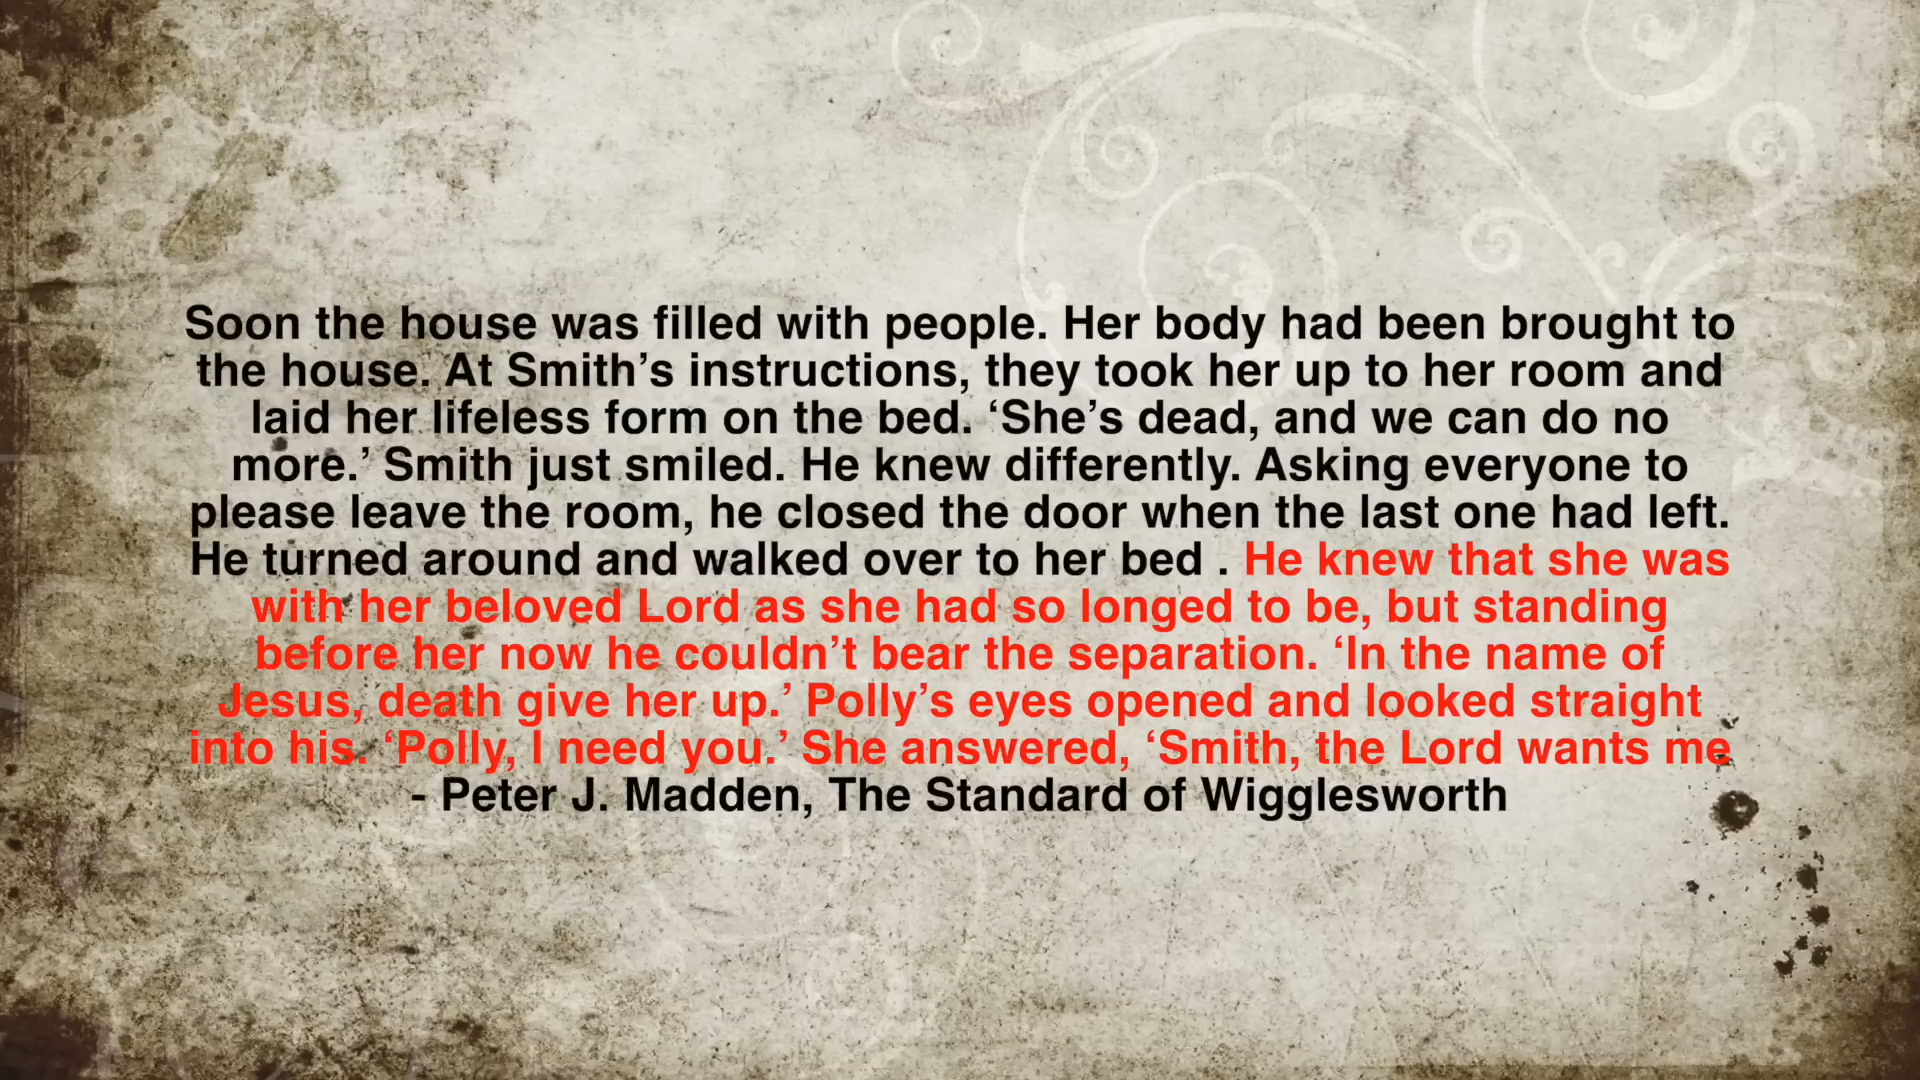 Soon the house was filled with people. Her body had been brought to
the house. At Smith’s instructions, they took her up to her room and
laid her lifeless form on the bed. ‘She’s dead, and we can do no
more.’ Smith just smiled. He knew differently. Asking everyone to
please leave the room, he closed the door when the last one had left.
He turned around and walked over to her bed . He knew that she was
with her beloved Lord as she had so longed to be, but standing
before her now he couldn’t bear the separation. ‘In the name of
Jesus, death give her up.’ Polly’s eyes opened and looked straight
into his. ‘Polly, I need you.’ She answered, ‘Smith, the Lord wants me
- Peter J. Madden, The Standard of Wigglesworth